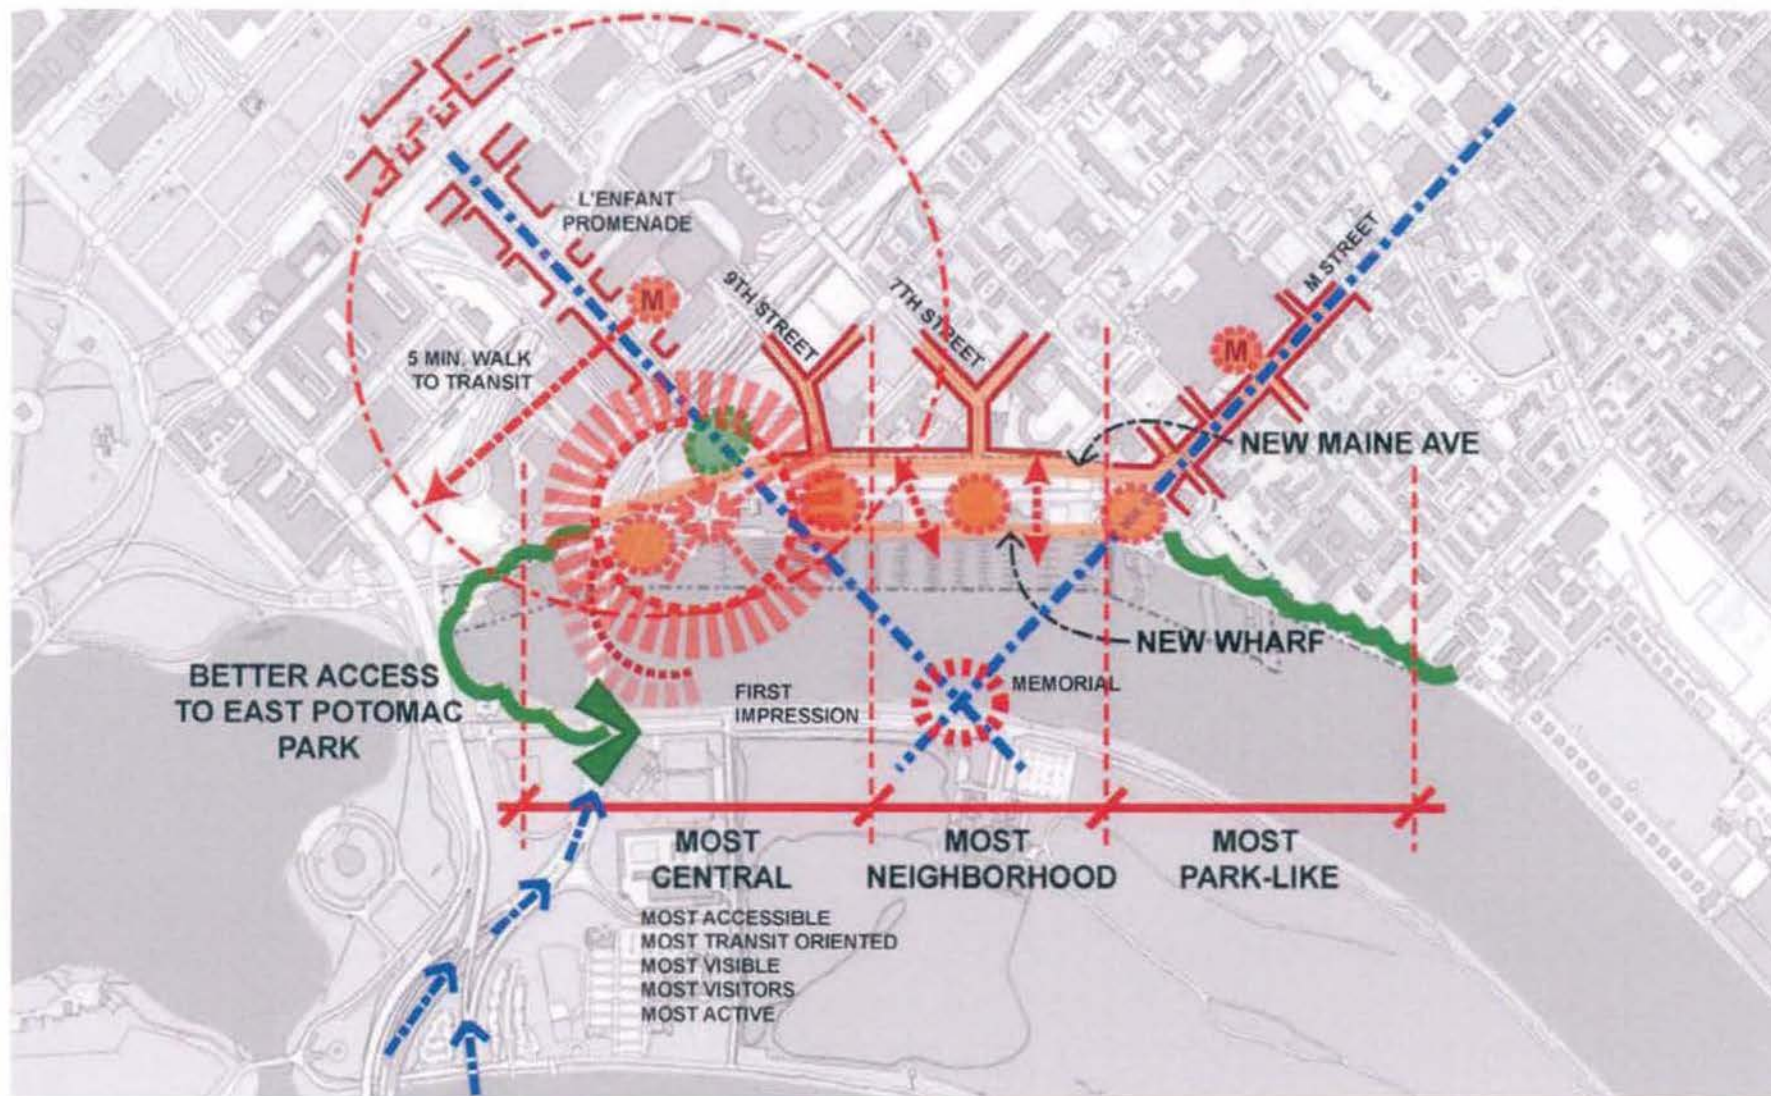 L'ENFANT
PROMENADE
M
9TH STREET
7TH STREET
M STREET
M
5 MIN. WALK
TO TRANSIT
NEW MAINE AVE
NEW WHARF
BETTER ACCESS
TO EAST POTOMAC
PARK
FIRST
IMPRESSION
MEMORIAL
MOST
CENTRAL
MOST
NEIGHBORHOOD
MOST
PARK-LIKE
MOST ACCESSIBLE
MOST TRANSIT ORIENTED
MOST VISIBLE
MOST VISITORS
MOST ACTIVE